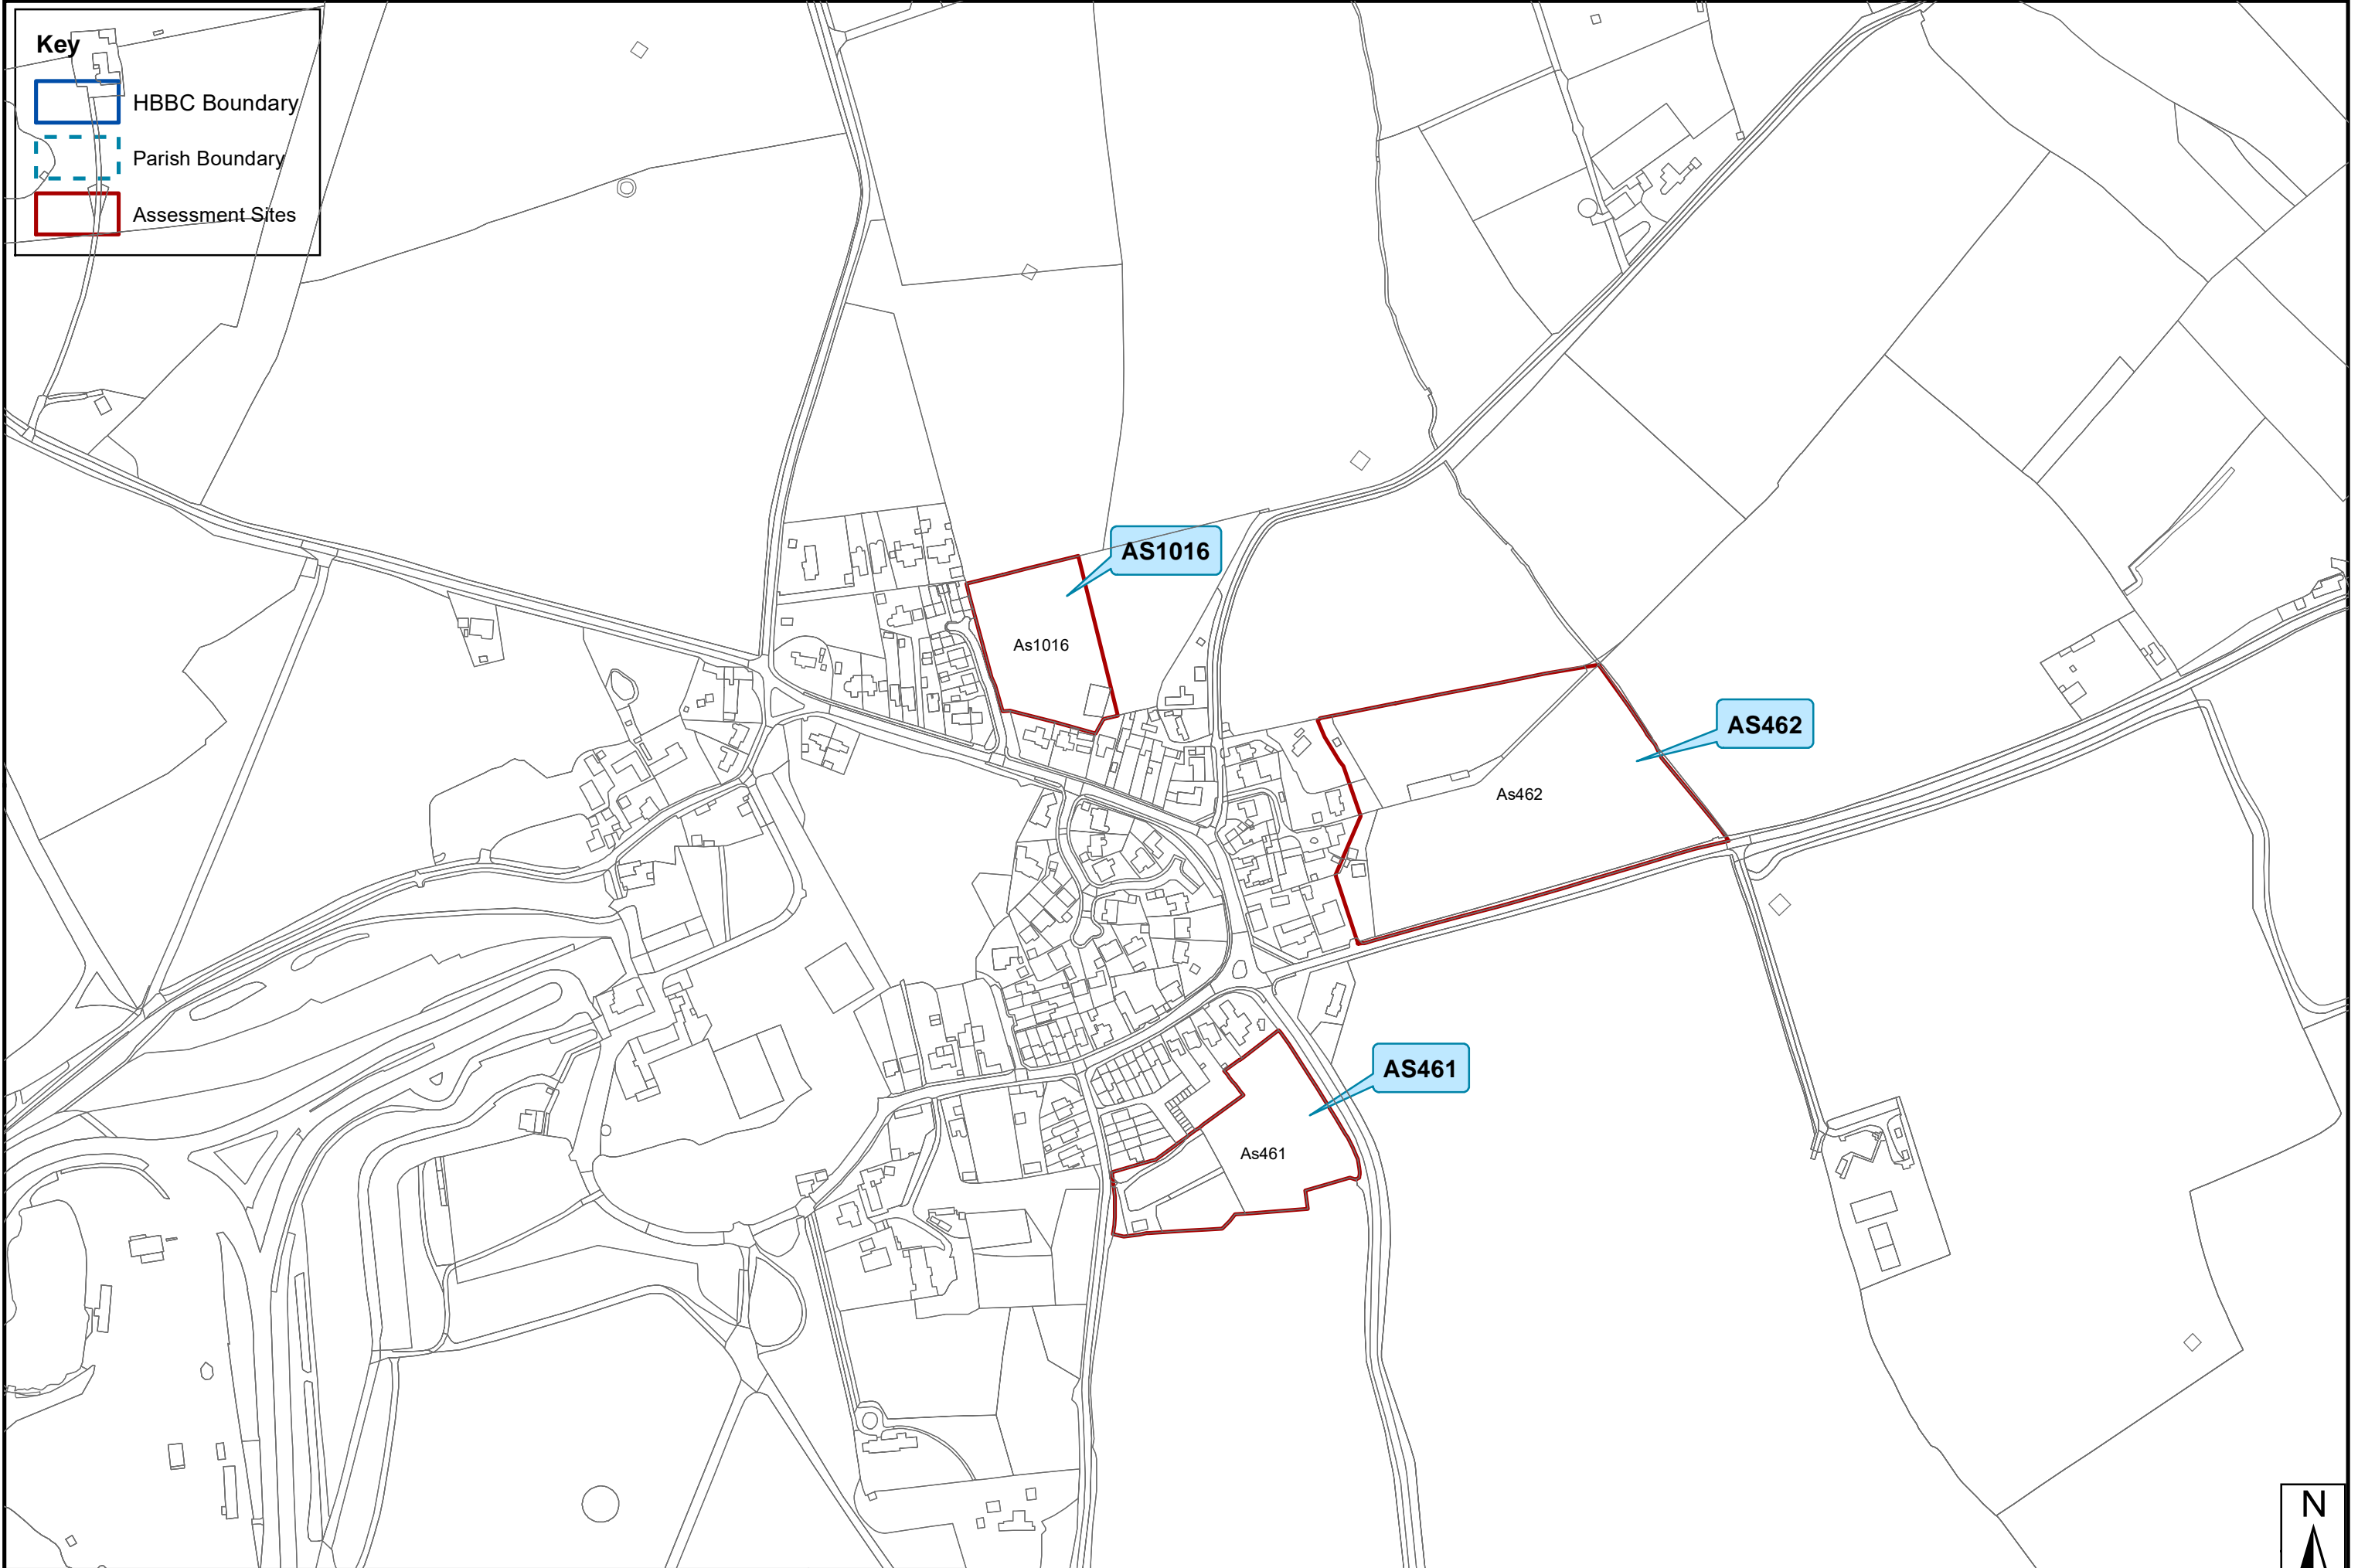 Key
HBBC Boundary
Parish Boundary
Assessment Sites
AS1016
As1016
AS462
As462
AS461
As461
N